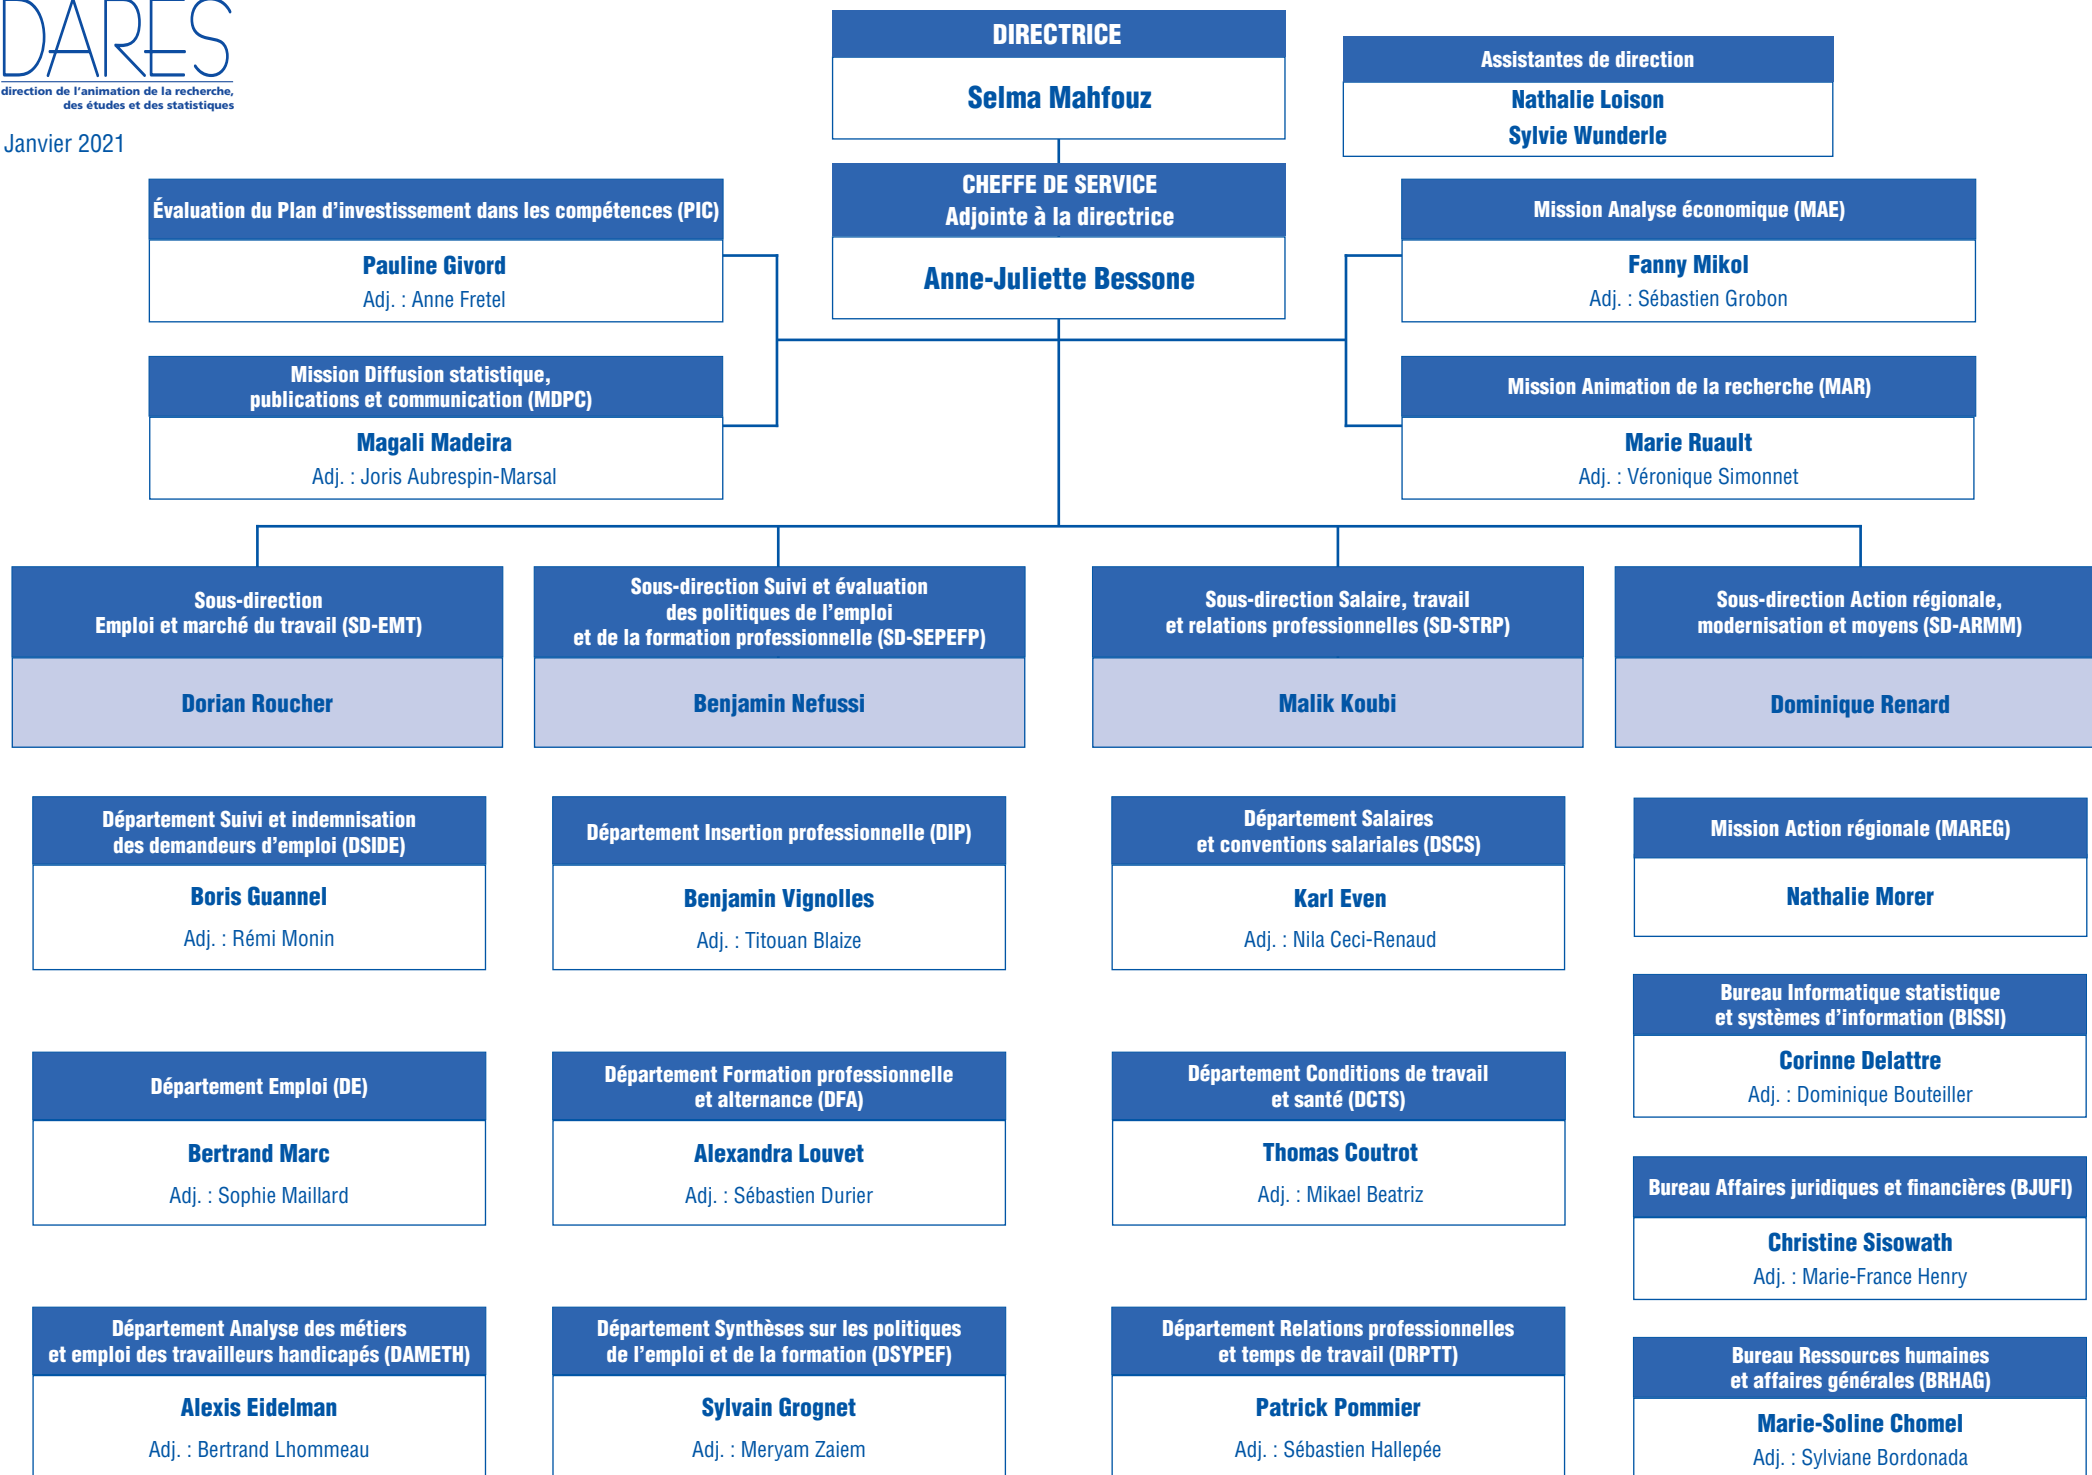 DARES
direction de l'animation de la recherche,
des études et des statistiques
Janvier 2021
DIRECTRICE
Selma Mahfouz
Assistantes de direction
Nathalie Loison
Sylvie Wunderle
CHEFFE DE SERVICE
Adjointe à la directrice
Anne-Juliette Bessone
Évaluation du Plan d'investissement dans les compétences (PIC)
Pauline Givord
Adj. : Anne Fretel
Mission Analyse économique (MAE)
Fanny Mikol
Adj. : Sébastien Grobon
Mission Diffusion statistique,
publications et communication (MDPC)
Magali Madeira
Adj. : Joris Aubrespin-Marsal
Mission Animation de la recherche (MAR)
Marie Ruault
Adj. : Véronique Simonnet
Sous-direction
Emploi et marché du travail (SD-EMT)
Dorian Roucher
Sous-direction Suivi et évaluation
des politiques de l'emploi
et de la formation professionnelle (SD-SEPEFP)
Benjamin Nefussi
Sous-direction Salaire, travail
et relations professionnelles (SD-STRP)
Malik Koubi
Sous-direction Action régionale,
modernisation et moyens (SD-ARMM)
Dominique Renard
Département Suivi et indemnisation
des demandeurs d'emploi (DSIDE)
Boris Guannel
Adj. : Rémi Monin
Département Emploi (DE)
Bertrand Marc
Adj. : Sophie Maillard
Département Analyse des métiers
et emploi des travailleurs handicapés (DAMETH)
Alexis Eidelman
Adj. : Bertrand Lhommeau
Département Insertion professionnelle (DIP)
Benjamin Vignolles
Adj. : Titouan Blaize
Département Formation professionnelle
et alternance (DFA)
Alexandra Louvet
Adj. : Sébastien Durier
Département Synthèses sur les politiques
de l'emploi et de la formation (DSYPEF)
Sylvain Grognet
Adj. : Meryam Zaiem
Département Salaires
et conventions salariales (DSCS)
Karl Even
Adj. : Nila Ceci-Renaud
Département Conditions de travail
et santé (DCTS)
Thomas Coutrot
Adj. : Mikael Beatriz
Département Relations professionnelles
et temps de travail (DRPTT)
Patrick Pommier
Adj. : Sébastien Hallepée
Mission Action régionale (MAREG)
Nathalie Morer
Bureau Informatique statistique
et systèmes d'information (BISSI)
Corinne Delattre
Adj. : Dominique Bouteiller
Bureau Affaires juridiques et financières (BJUFI)
Christine Sisowath
Adj. : Marie-France Henry
Bureau Ressources humaines
et affaires générales (BRHAG)
Marie-Soline Chomel
Adj. : Sylviane Bordonada